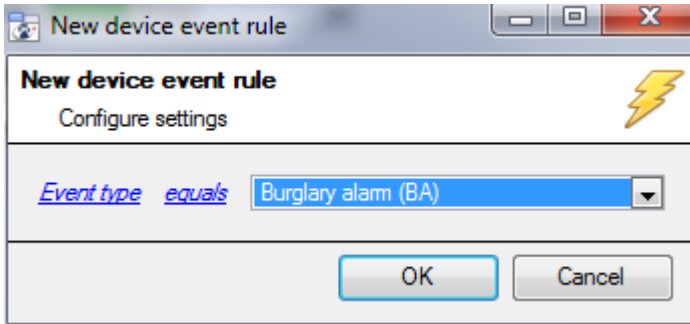 New device event rule
New device event rule
Configure settings
Event type equals Burglary alarm (BA)
OK Cancel